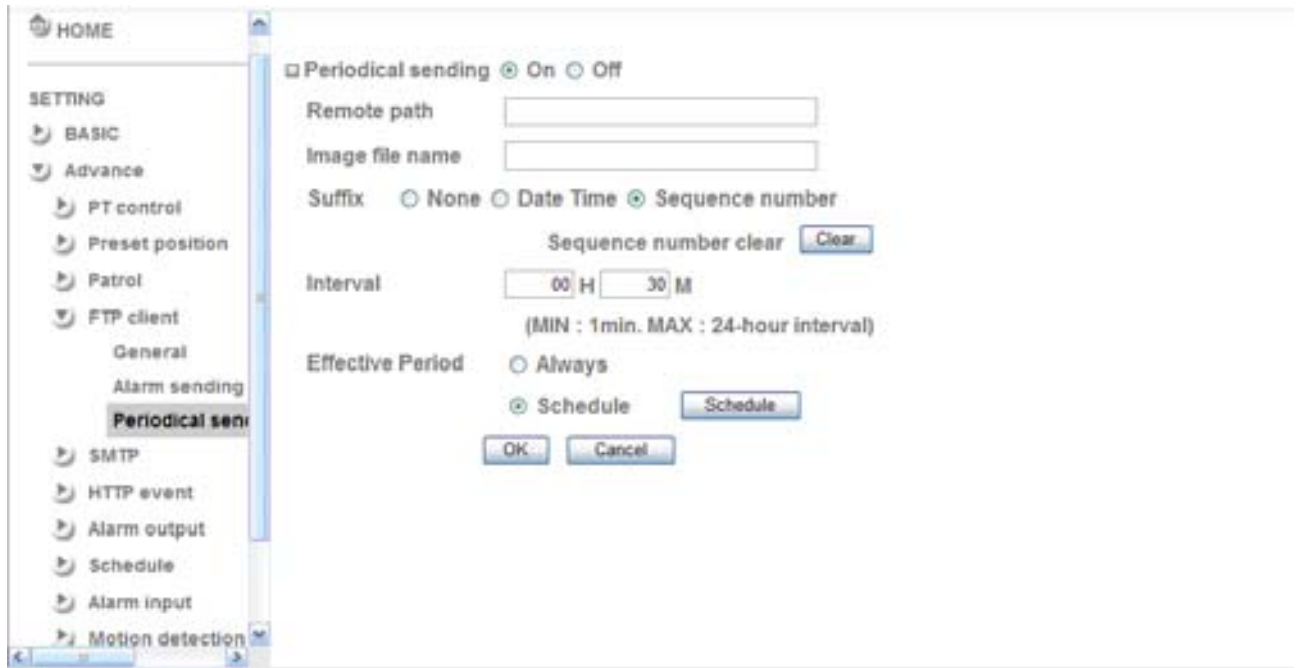 HOME
SETTING
BASIC
Advance
PT control
Preset position
Patrol
FTP client
General
Alarm sending
Periodical send
SMTP
HTTP event
Alarm output
Schedule
Alarm input
Motion detection
Periodical sending On Off
Remote path
Image file name
Suffix None Date Time Sequence number
Sequence number clear Clear
Interval 00 H 30 M
(MIN : 1min. MAX : 24-hour interval)
Effective Period Always
Schedule Schedule
OK Cancel